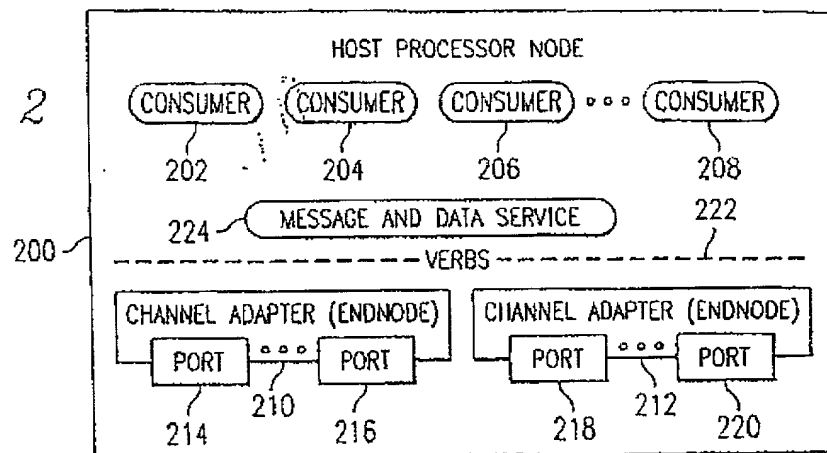 HOST PROCESSOR NODE
2
CONSUMER CONSUMER CONSUMER CONSUMER
202 204 206 208
224 MESSAGE AND DATA SERVICE 222
200
VERBS
CHANNEL ADAPTER (ENDNODE) CHANNEL ADAPTER (ENDNODE)
PORT PORT PORT PORT
214 210 216 218 212 220